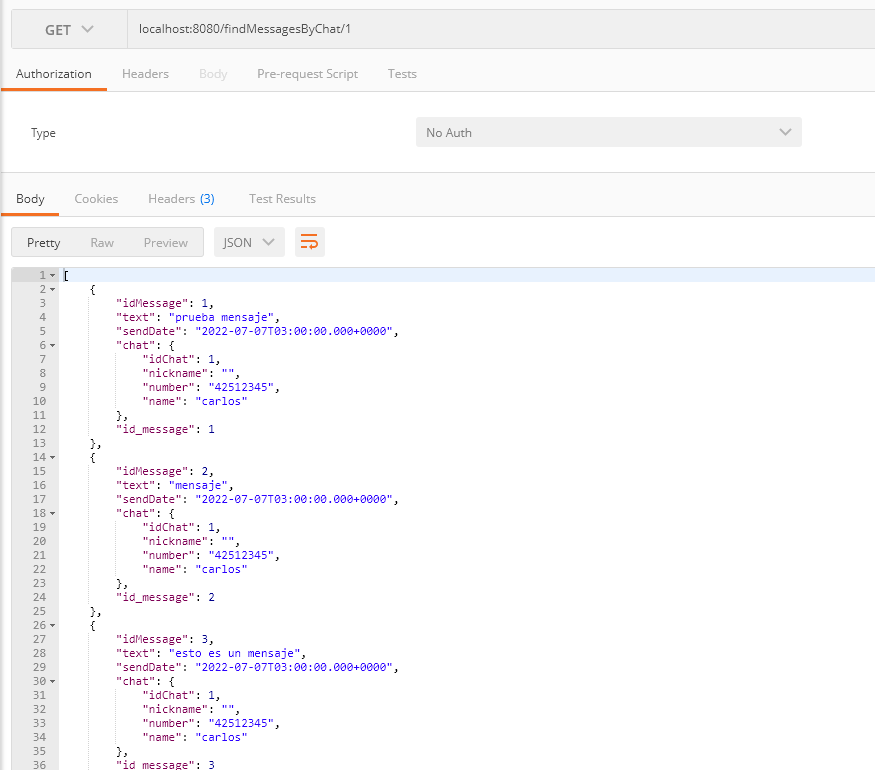 GET localhost:8080/findMessagesByChat/1
Authorization Headers Body Pre-request Script Tests
Type No Auth
Body Cookies Headers (3) Test Results
Pretty Raw Preview JSON
1 [
2 {
3 "idMessage": 1,
4 "text": "prueba mensaje",
5 "sendDate": "2022-07-07T03:00:00.000+0000",
6 "chat": {
7 "idChat": 1,
8 "nickname": "",
9 "number": "42512345",
10 "name": "carlos"
11 },
12 "id_message": 1
13 },
14 {
15 "idMessage": 2,
16 "text": "mensaje",
17 "sendDate": "2022-07-07T03:00:00.000+0000",
18 "chat": {
19 "idChat": 1,
20 "nickname": "",
21 "number": "42512345",
22 "name": "carlos"
23 },
24 "id_message": 2
25 },
26 {
27 "idMessage": 3,
28 "text": "esto es un mensaje",
29 "sendDate": "2022-07-07T03:00:00.000+0000",
30 "chat": {
31 "idChat": 1,
32 "nickname": "",
33 "number": "42512345",
34 "name": "carlos"
35 },
36 "id_message": 3